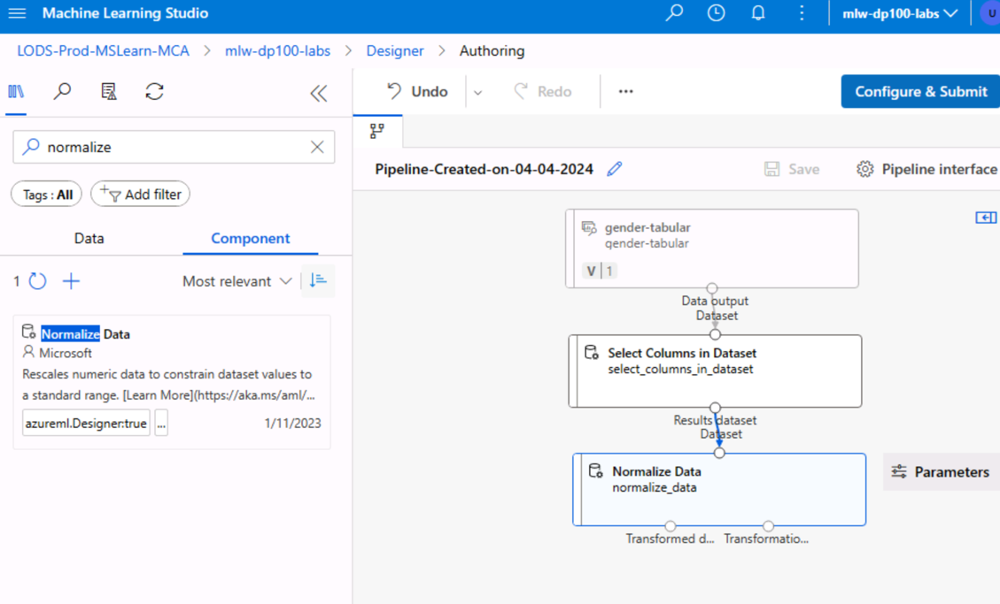 Machine Learning Studio
mlw-dp100-labs
U
LODS-Prod-MSLearn-MCA > mlw-dp100-labs > Designer > Authoring
Undo
Redo
...
Configure & Submit
normalize
Tags : All
Add filter
Data
Component
1
Most relevant
Normalize Data
Microsoft
Rescales numeric data to constrain dataset values to
a standard range. [Learn More](https://aka.ms/aml/...
azureml.Designer:true
...
1/11/2023
Pipeline-Created-on-04-04-2024
Save
Pipeline interface
gender-tabular
gender-tabular
V 1
Data output
Dataset
Select Columns in Dataset
select_columns_in_dataset
Results dataset
Dataset
Normalize Data
normalize_data
Parameters
Transformed d...
Transformatio...